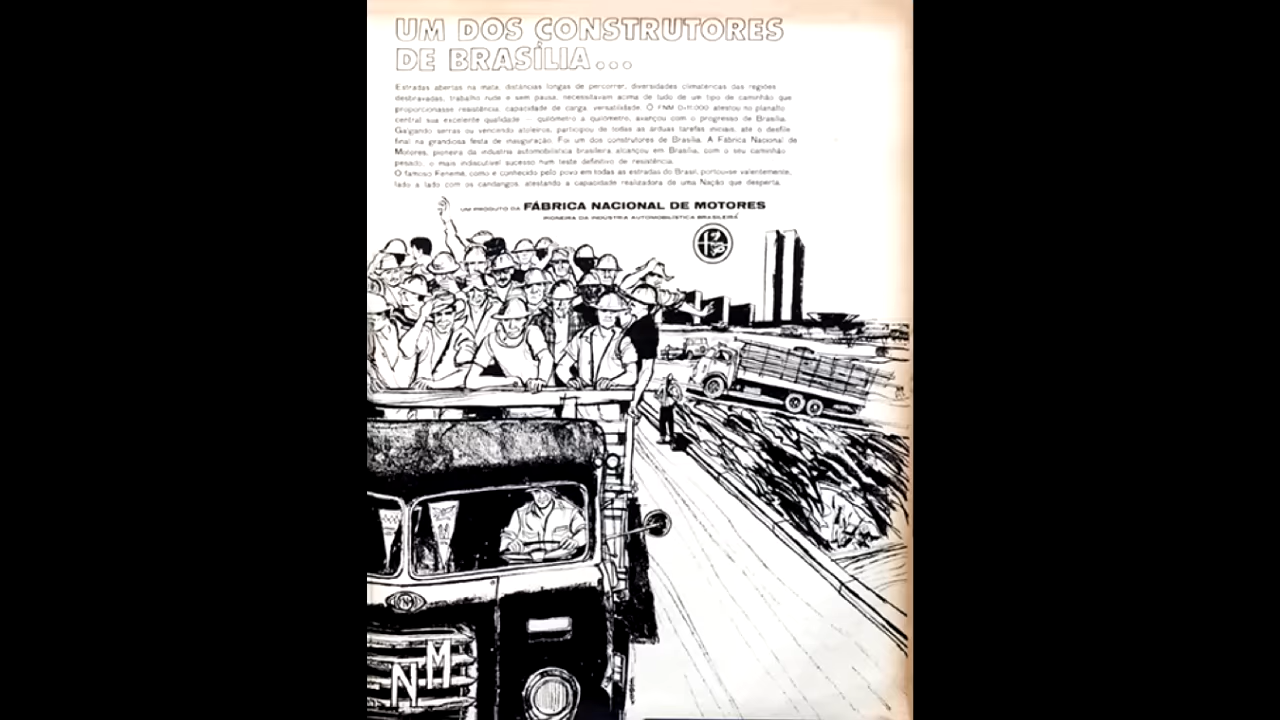 UM DOS CONSTRUTORES
DE BRASÍLIA...
Estradas abertas na mata, distâncias longas de percorrer, diversidades climatéricas das regiões
desbravadas, trabalho rude e sem pausa, necessitavam acima de tudo de um tipo de caminhão que
proporcionasse resistência, capacidade de carga, versatilidade. O FNM D-11.000 atestou no planalto
central sua excelente qualidade — quilômetro a quilômetro, avançou com o progresso de Brasília.
Galgando serras ou vencendo atoleiros, participou de todas as árduas tarefas iniciais, até o desfile
final na grandiosa festa de inauguração. Foi um dos construtores de Brasília. A Fábrica Nacional de
Motores, pioneira da indústria automobilística brasileira alcançou em Brasília, com o seu caminhão
pesado, o mais indiscutível sucesso num teste definitivo de resistência.
O famoso Fenemê, como é conhecido pelo povo em todas as estradas do Brasil, portou-se valentemente,
lado a lado com os candangos, atestando a capacidade realizadora de uma Nação que desperta.
UM PRODUTO DA FÁBRICA NACIONAL DE MOTORES
PIONEIRA DA INDÚSTRIA AUTOMOBILÍSTICA BRASILEIRA
NM